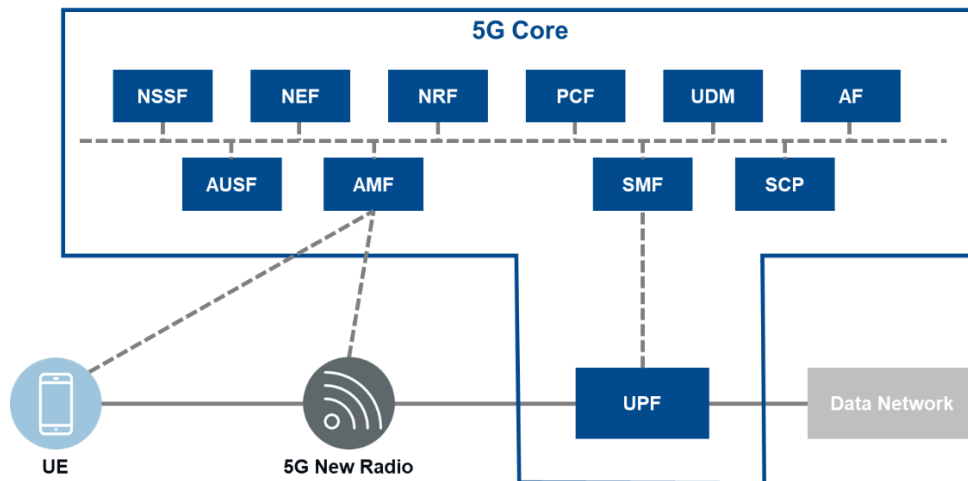 5G Core
NSSF
NEF
NRF
PCF
UDM
AF
AUSF
AMF
SMF
SCP
UPF
Data Network
UE
5G New Radio